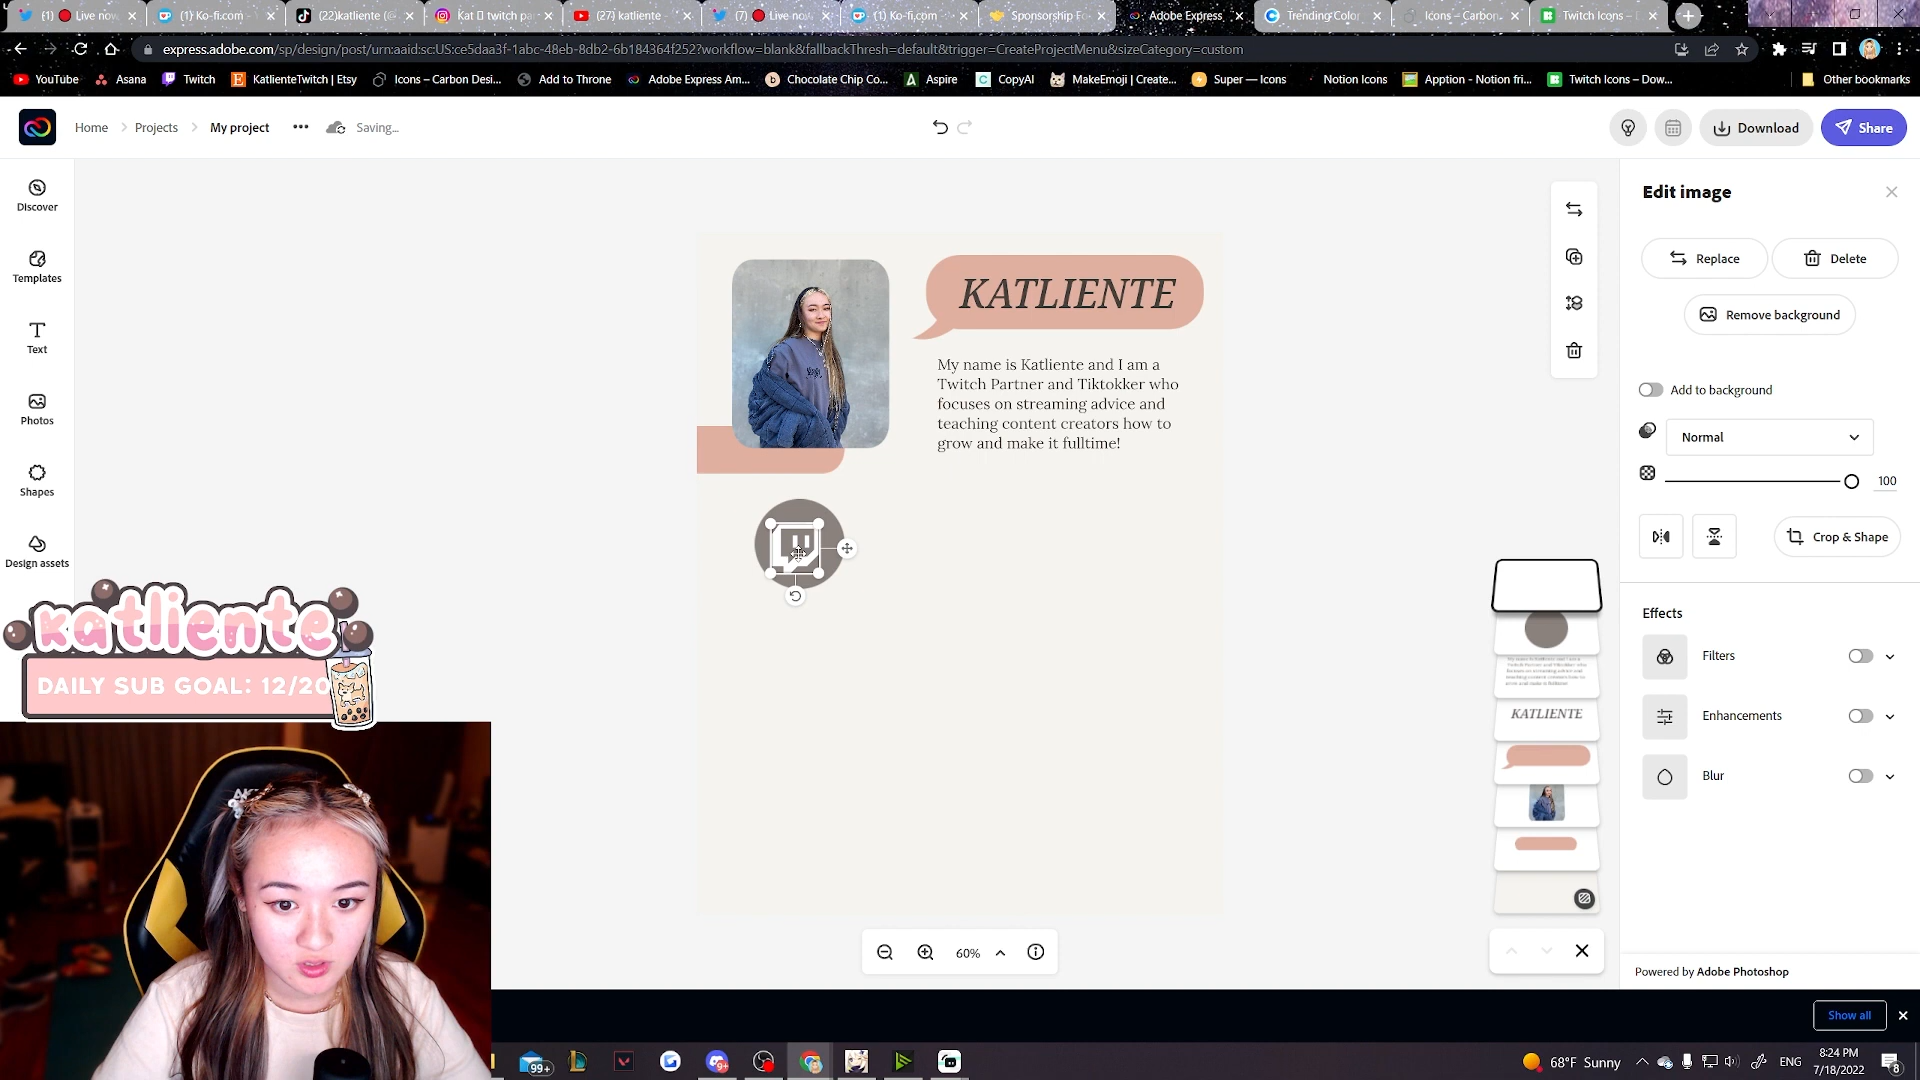 (1) 🔴 Live now
(1) Ko-fi.com
(22)katliente (@
Kat
twitch pa
(27) katliente
(7) 🔴 Live now
(1) Ko-fi.com
Sponsorship Fo
Adobe Express
Trending Color
Icons – Carbon
Twitch Icons –
express.adobe.com/sp/design/post/urn:aaid:sc:US:ce5daa3f-1abc-48eb-8db2-6b184364f252?workflow=blank&fallbackThresh=default&trigger=CreateProjectMenu&sizeCategory=custom
YouTube
Asana
Twitch
KatlienteTwitch | Etsy
Icons – Carbon Desi...
Add to Throne
Adobe Express Am...
Chocolate Chip Co...
Aspire
CopyAI
MakeEmoji | Create...
Super — Icons
Notion Icons
Apption - Notion fri...
Twitch Icons – Dow...
Other bookmarks
Home
Projects
My project
Saving...
Download
Share
Discover
Templates
Text
Photos
Shapes
Design assets
KATLIENTE
My name is Katliente and I am a
Twitch Partner and Tiktokker who
focuses on streaming advice and
teaching content creators how to
grow and make it fulltime!
Edit image
Replace
Delete
Remove background
Add to background
Normal
100
Crop & Shape
Effects
Filters
Enhancements
Blur
KATLIENTE
Powered by Adobe Photoshop
60%
katliente
DAILY SUB GOAL: 12/20
Show all
99+
9+
68°F Sunny
ENG
8:24 PM
7/18/2022
8